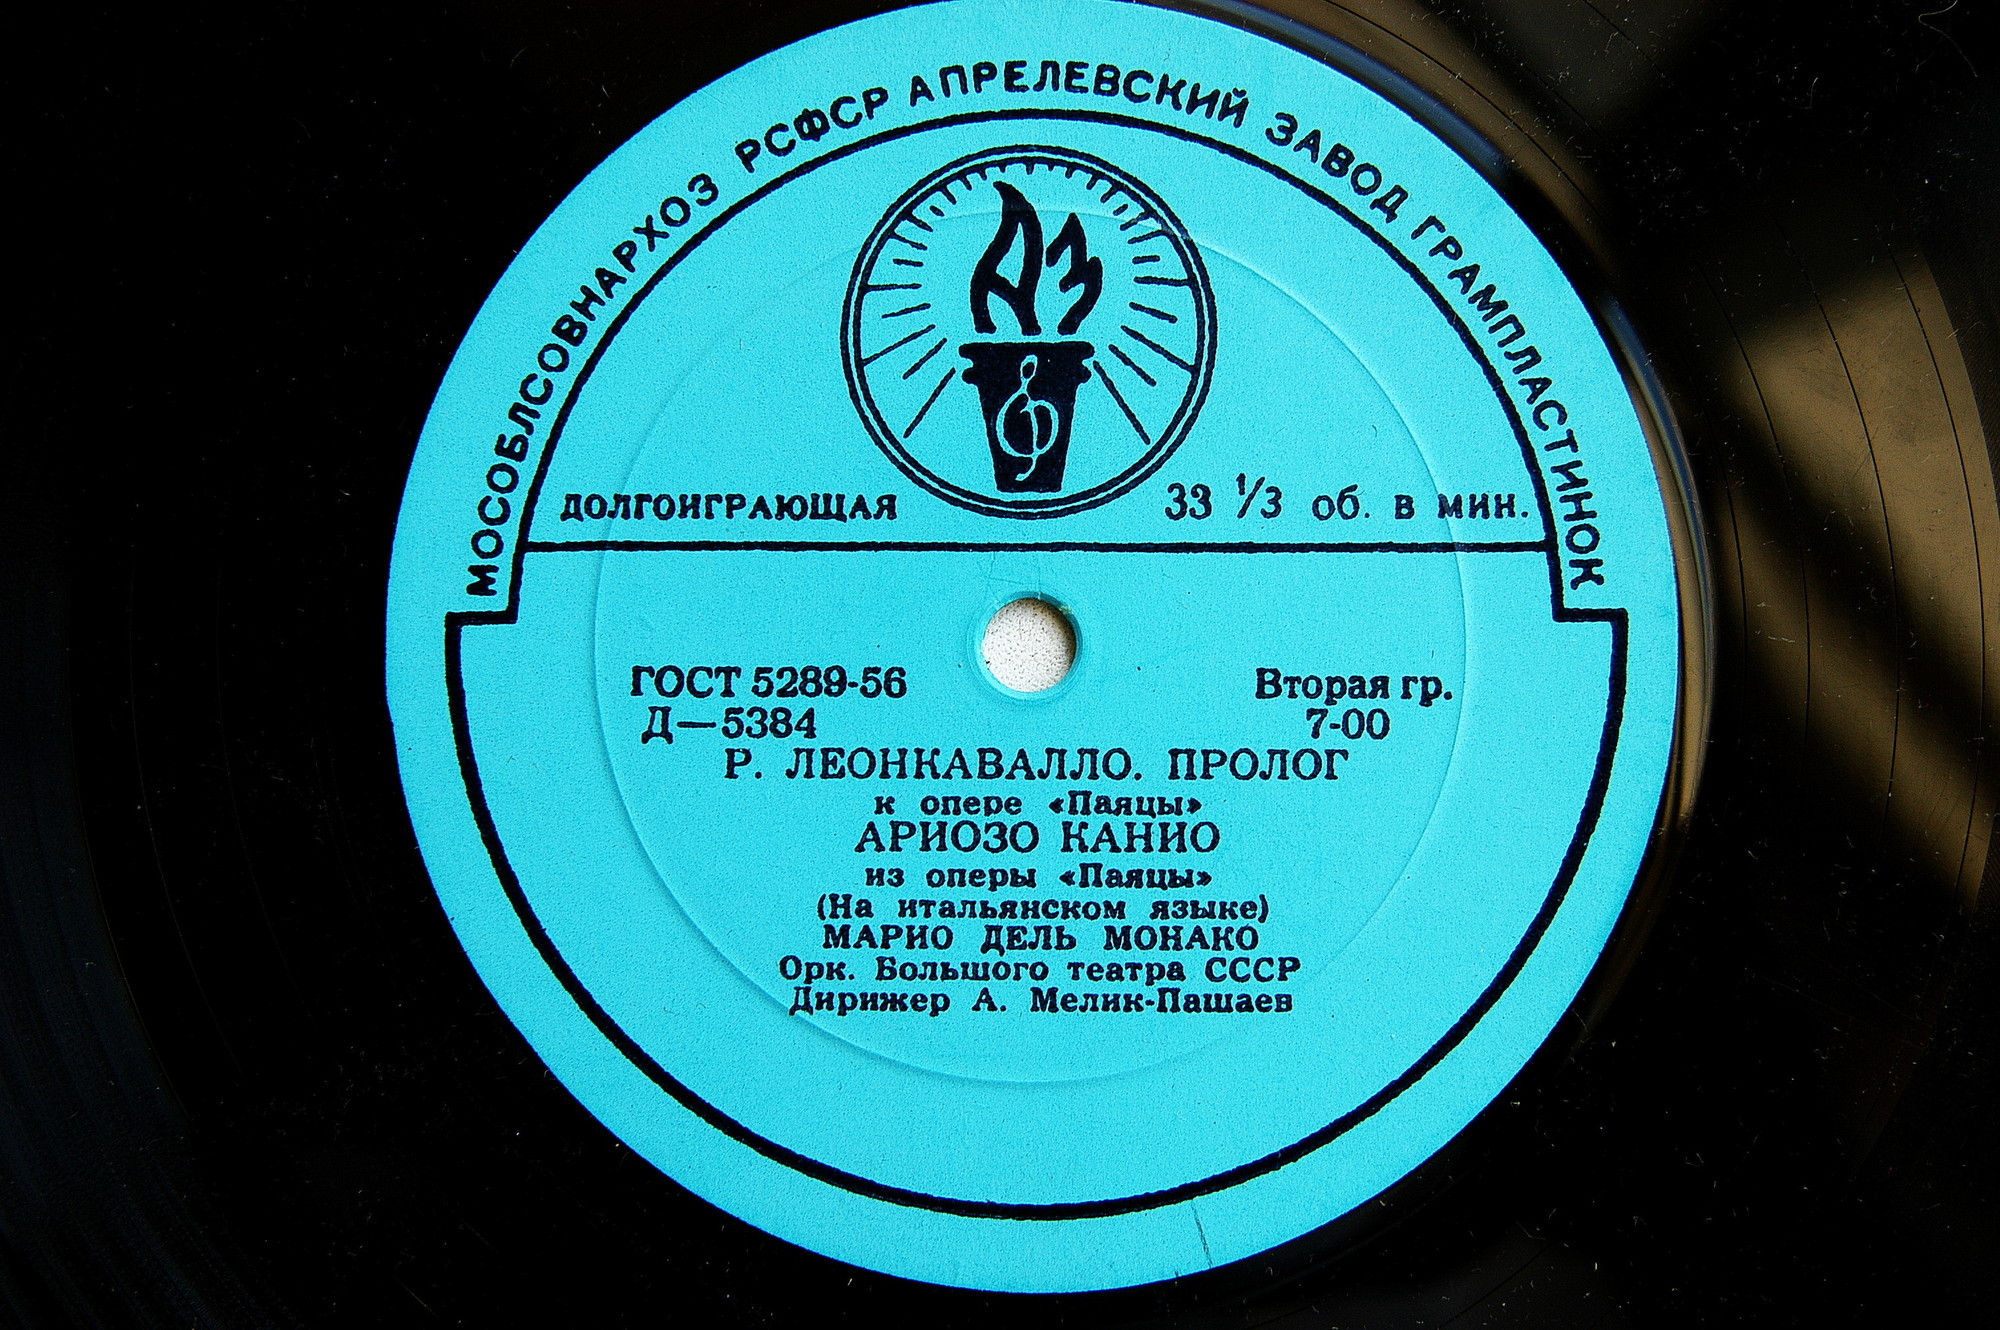 МОСОБЛСОВНАРХОЗ РСФСР АПРЕЛЕВСКИЙ ЗАВОД ГРАМПЛАСТИНОК
АЗ
ДОЛГОИГРАЮЩАЯ 33 1/3 об. в мин.
ГОСТ 5289-56 Вторая гр.
Д—5384 7-00
Р. ЛЕОНКАВАЛЛО. ПРОЛОГ
к опере «Паяцы»
АРИОЗО КАНИО
из оперы «Паяцы»
(На итальянском языке)
МАРИО ДЕЛЬ МОНАКО
Орк. Большого театра СССР
Дирижер А. Мелик-Пашаев